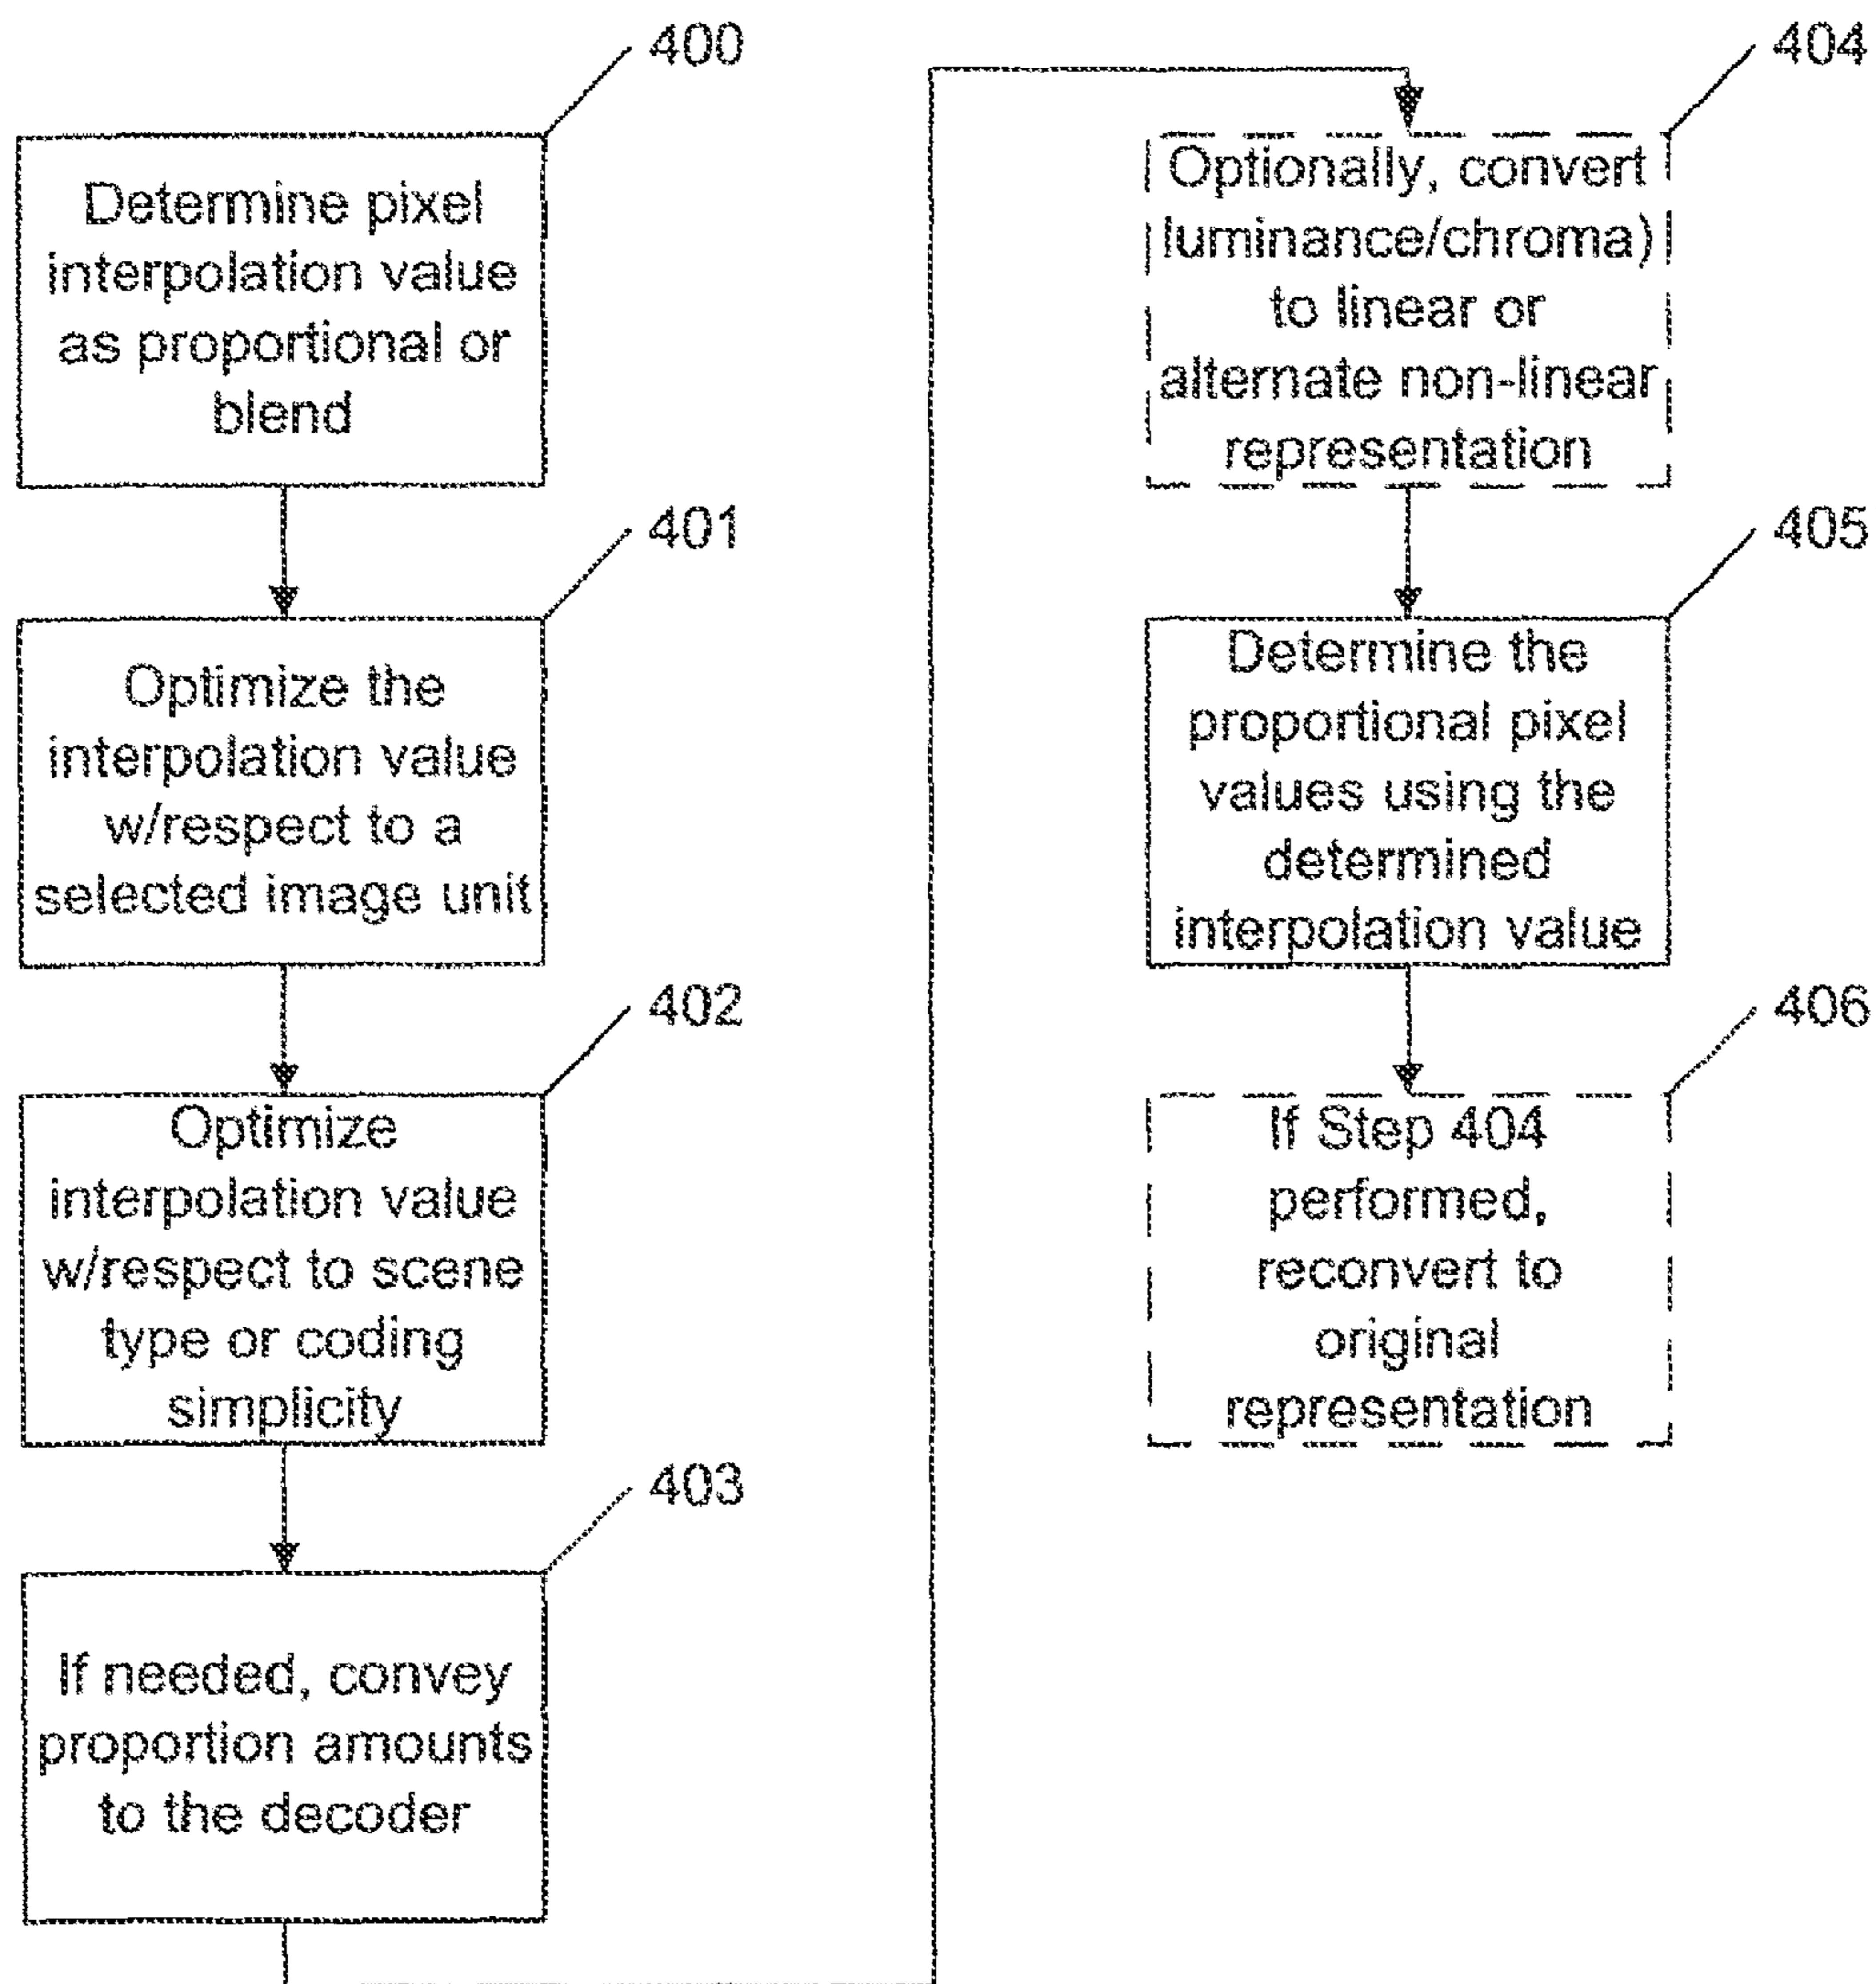 400
Determine pixel
interpolation value
as proportional or
blend
401
Optimize the
interpolation value
w/respect to a
selected image unit
402
Optimize
interpolation value
w/respect to scene
type or coding
simplicity
403
If needed, convey
proportion amounts
to the decoder
404
Optionally, convert
luminance/chroma)
to linear or
alternate non-linear
representation
405
Determine the
proportional pixel
values using the
determined
interpolation value
406
If Step 404
performed,
reconvert to
original
representation